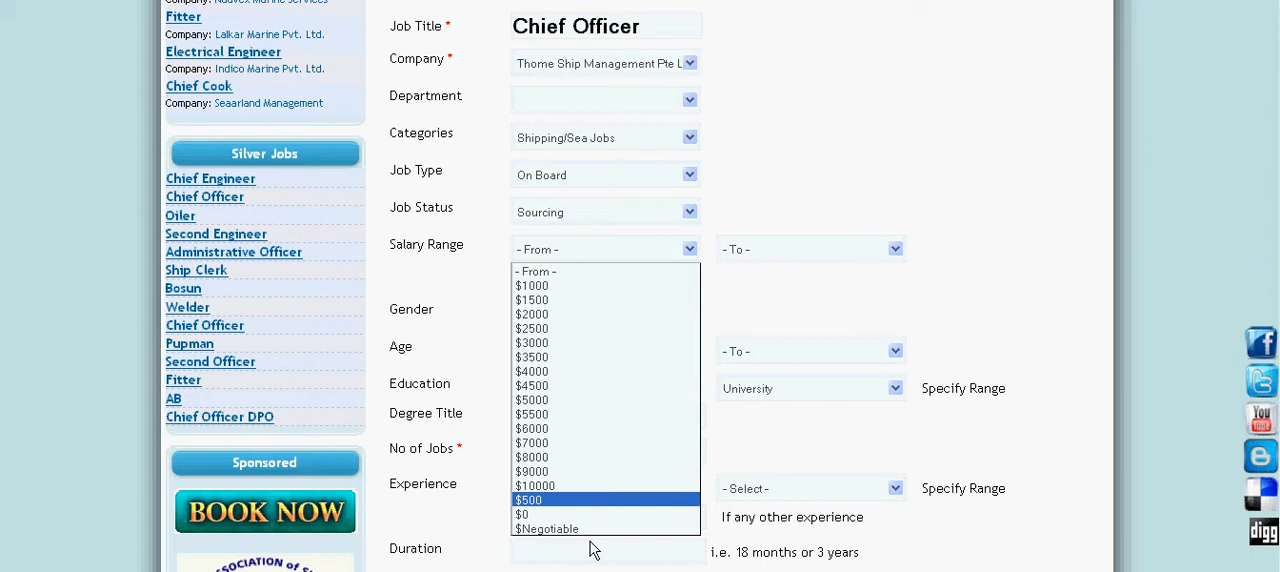 Nauvex Marine Services
Fitter
Company: Lalkar Marine Pvt. Ltd.
Electrical Engineer
Company: Indico Marine Pvt. Ltd.
Chief Cook
Company: Seaarland Management
Silver Jobs
Chief Engineer
Chief Officer
Oiler
Second Engineer
Administrative Officer
Ship Clerk
Bosun
Welder
Chief Officer
Pupman
Second Officer
Fitter
AB
Chief Officer DPO
Sponsored
BOOK NOW
Job Title * Chief Officer
Company * Thome Ship Management Pte L
Department
Categories Shipping/Sea Jobs
Job Type On Board
Job Status Sourcing
Salary Range - From - - To -
- From -
$1000
$1500
$2000
$2500
$3000
$3500
$4000
$4500
$5000
$5500
$6000
$7000
$8000
$9000
$10000
$500
$0
$Negotiable
Gender
Age - To -
Education University Specify Range
Degree Title
No of Jobs *
Experience - Select - Specify Range
If any other experience
Duration i.e. 18 months or 3 years
f
t
You
Tube
B
digg